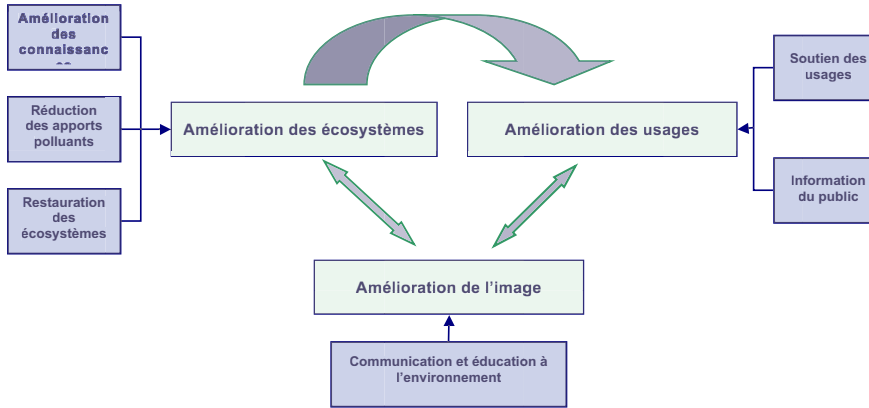 Amélioration
des
connaissanc
Réduction
des apports
polluants
Restauration
des
écosystèmes
Amélioration des écosystèmes
Amélioration des usages
Soutien des
usages
Information
du public
Amélioration de l’image
Communication et éducation à
l’environnement